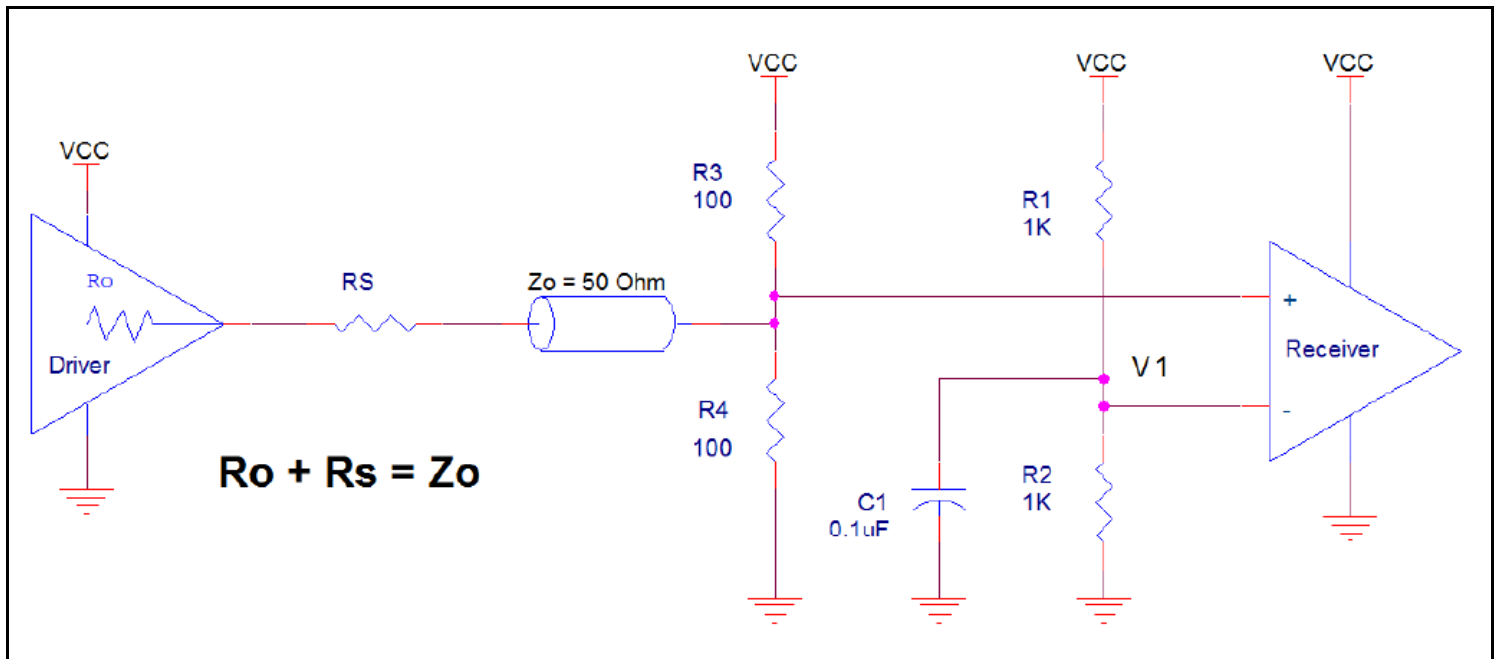 VCC
VCC
VCC
VCC
R3
100
R1
1K
Ro
RS
Zo = 50 Ohm
+
Driver
Receiver
V1
-
R4
100
Ro + Rs = Zo
C1
0.1uF
R2
1K